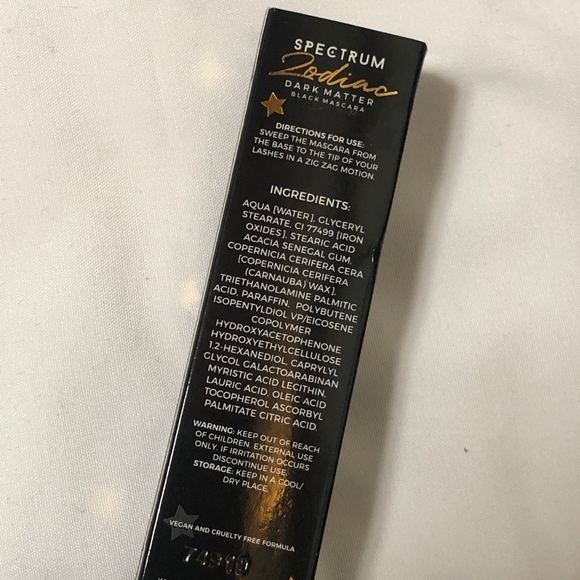 SPECTRUM
Zodiac
DARK MATTER
BLACK MASCARA
DIRECTIONS FOR USE:
SWEEP THE MASCARA FROM
THE BASE TO THE TIP OF YOUR
LASHES IN A ZIG ZAG MOTION.
INGREDIENTS:
AQUA [WATER], GLYCERYL
STEARATE, CI 77499 [IRON
OXIDES], STEARIC ACID
ACACIA SENEGAL GUM,
COPERNICIA CERIFERA CERA
[COPERNICIA CERIFERA
(CARNAUBA) WAX],
TRIETHANOLAMINE PALMITIC
ACID, PARAFFIN, POLYBUTENE
ISOPENTYLDIOL VP/EICOSENE
COPOLYMER
HYDROXYACETOPHENONE
HYDROXYETHYLCELLULOSE
1,2-HEXANEDIOL, CAPRYLYL
GLYCOL GALACTOARABINAN
MYRISTIC ACID LECITHIN,
LAURIC ACID, OLEIC ACID
TOCOPHEROL ASCORBYL
PALMITATE CITRIC ACID.
WARNING: KEEP OUT OF REACH
OF CHILDREN. EXTERNAL USE
ONLY. IF IRRITATION OCCURS
DISCONTINUE USE.
STORAGE: KEEP IN A COOL/
DRY PLACE.
VEGAN AND CRUELTY FREE FORMULA